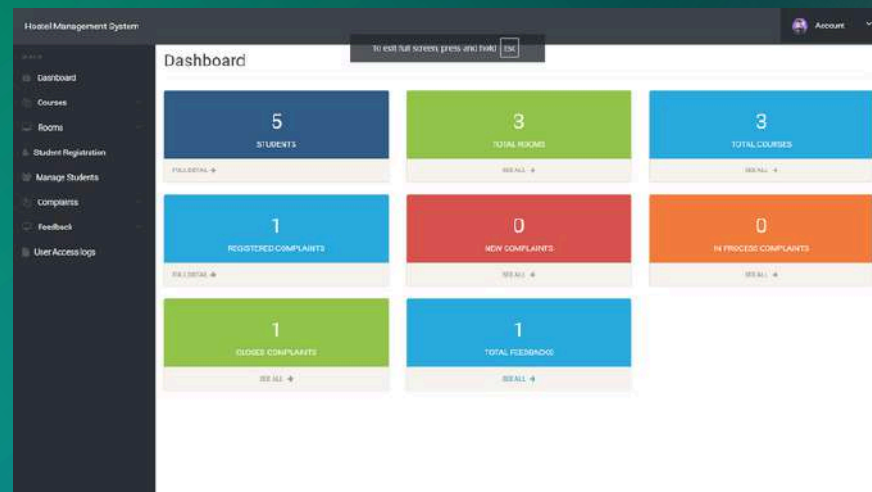 Hostel Management System
Account
To exit full screen, press and hold Esc
Dashboard
Courses
Rooms
Student Registration
Manage Students
Complaints
Feedback
User Access logs
Dashboard
5
STUDENTS
FULL DETAIL →
3
TOTAL ROOMS
SEE ALL →
3
TOTAL COURSES
SEE ALL →
1
REGISTERED COMPLAINTS
FULL DETAIL →
0
NEW COMPLAINTS
SEE ALL →
0
IN PROCESS COMPLAINTS
SEE ALL →
1
CLOSED COMPLAINTS
SEE ALL →
1
TOTAL FEEDBACKS
SEE ALL →